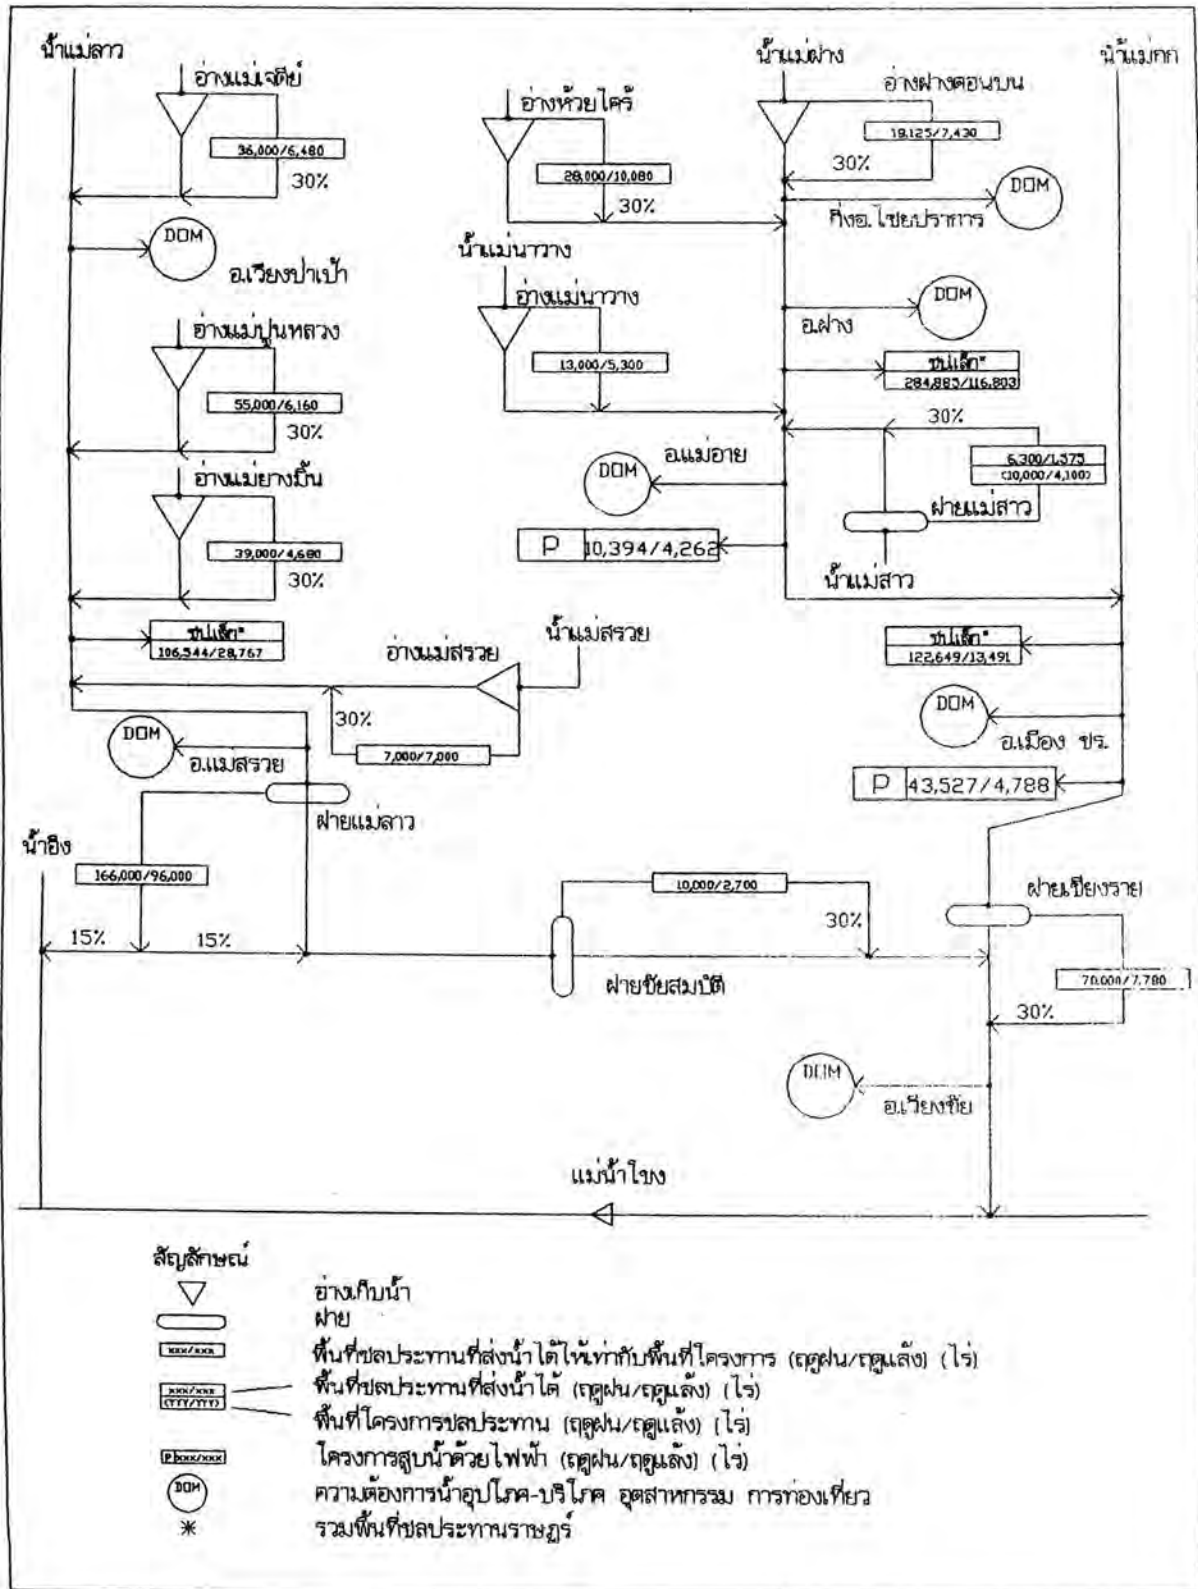 น้ำแม่ลาว
น้ำแม่ฝาง
น้ำแม่กก
อ่างแม่เจดีย์
36,000/6,480
30%
อ่างห้วยไคร้
28,000/10,080
30%
อ่างฝางตอนบน
18,125/7,430
30%
DOM
กิ่งอ.ไชยปราการ
DOM
อ.เวียงป่าเป้า
น้ำแม่นาวาง
อ่างแม่นาวาง
13,000/5,300
DOM
อ.ฝาง
ชป.เล็ก*
284,885/116,803
อ่างแม่ปูนหลวง
55,000/6,160
30%
30%
6,300/1,575
(10,000/4,100)
ฝายแม่สาว
น้ำแม่สาว
อ.แม่อาย
DOM
P 10,394/4,262
อ่างแม่ยางมิ้น
39,000/4,680
30%
ชป.เล็ก*
106,544/28,767
น้ำแม่สรวย
อ่างแม่สรวย
30%
7,000/7,000
ชป.เล็ก*
122,649/13,491
DOM
อ.เมือง ชร.
P 43,527/4,788
DOM
อ.แม่สรวย
ฝายแม่ลาว
น้ำอิง
166,000/96,000
15%
15%
10,000/2,700
30%
ฝายชัยสมบัติ
ฝายเชียงราย
70,000/7,780
30%
DOM
อ.เวียงชัย
แม่น้ำโขง
สัญลักษณ์
อ่างเก็บน้ำ
ฝาย
xxx/xxx พื้นที่ชลประทานที่ส่งน้ำได้ให้เท่ากับพื้นที่โครงการ (ฤดูฝน/ฤดูแล้ง) (ไร่)
xxx/xxx พื้นที่ชลประทานที่ส่งน้ำได้ (ฤดูฝน/ฤดูแล้ง) (ไร่)
(YYY/YYY) พื้นที่โครงการชลประทาน (ฤดูฝน/ฤดูแล้ง) (ไร่)
P xxx/xxx โครงการสูบน้ำด้วยไฟฟ้า (ฤดูฝน/ฤดูแล้ง) (ไร่)
DOM ความต้องการน้ำอุปโภค-บริโภค อุตสาหกรรม การท่องเที่ยว
* รวมพื้นที่ชลประทานราษฎร์